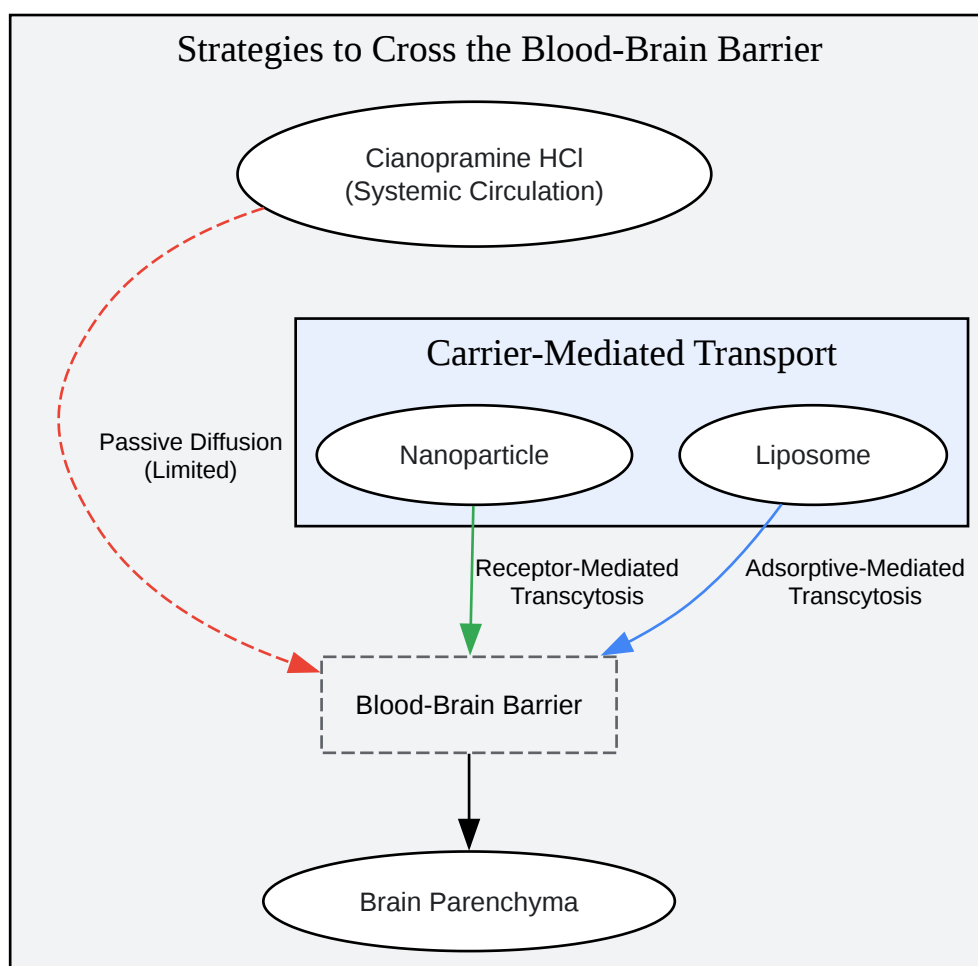 Strategies to Cross the Blood-Brain Barrier
Cianopramine HCl
(Systemic Circulation)
Carrier-Mediated Transport
Passive Diffusion
(Limited)
Nanoparticle
Liposome
Receptor-Mediated
Transcytosis
Adsorptive-Mediated
Transcytosis
Blood-Brain Barrier
Brain Parenchyma